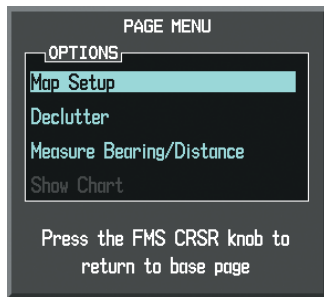 PAGE MENU
OPTIONS
Map Setup
Declutter
Measure Bearing/Distance
Show Chart
Press the FMS CRSR knob to
return to base page